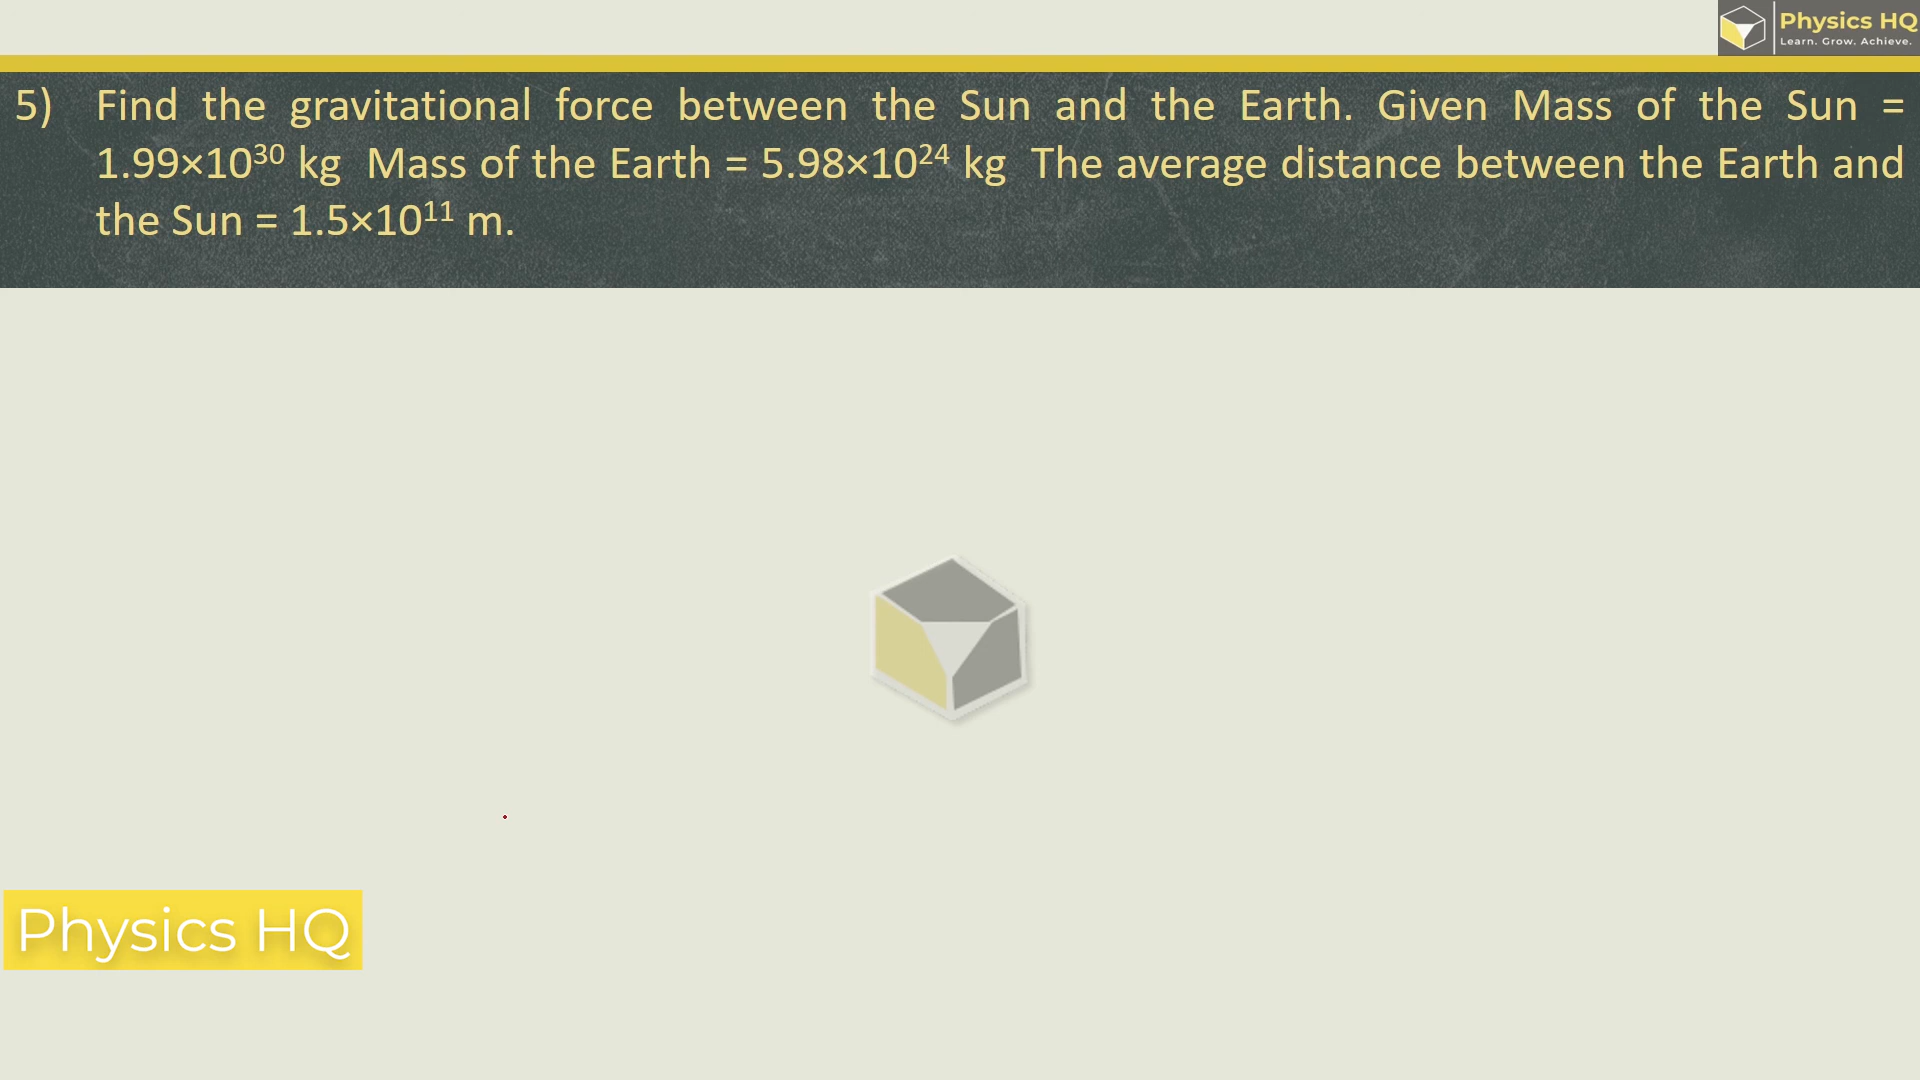 Physics HQ
Learn. Grow. Achieve.
5) Find the gravitational force between the Sun and the Earth. Given Mass of the Sun =
1.99×10³⁰ kg Mass of the Earth = 5.98×10²⁴ kg The average distance between the Earth and
the Sun = 1.5×10¹¹ m.
Physics HQ